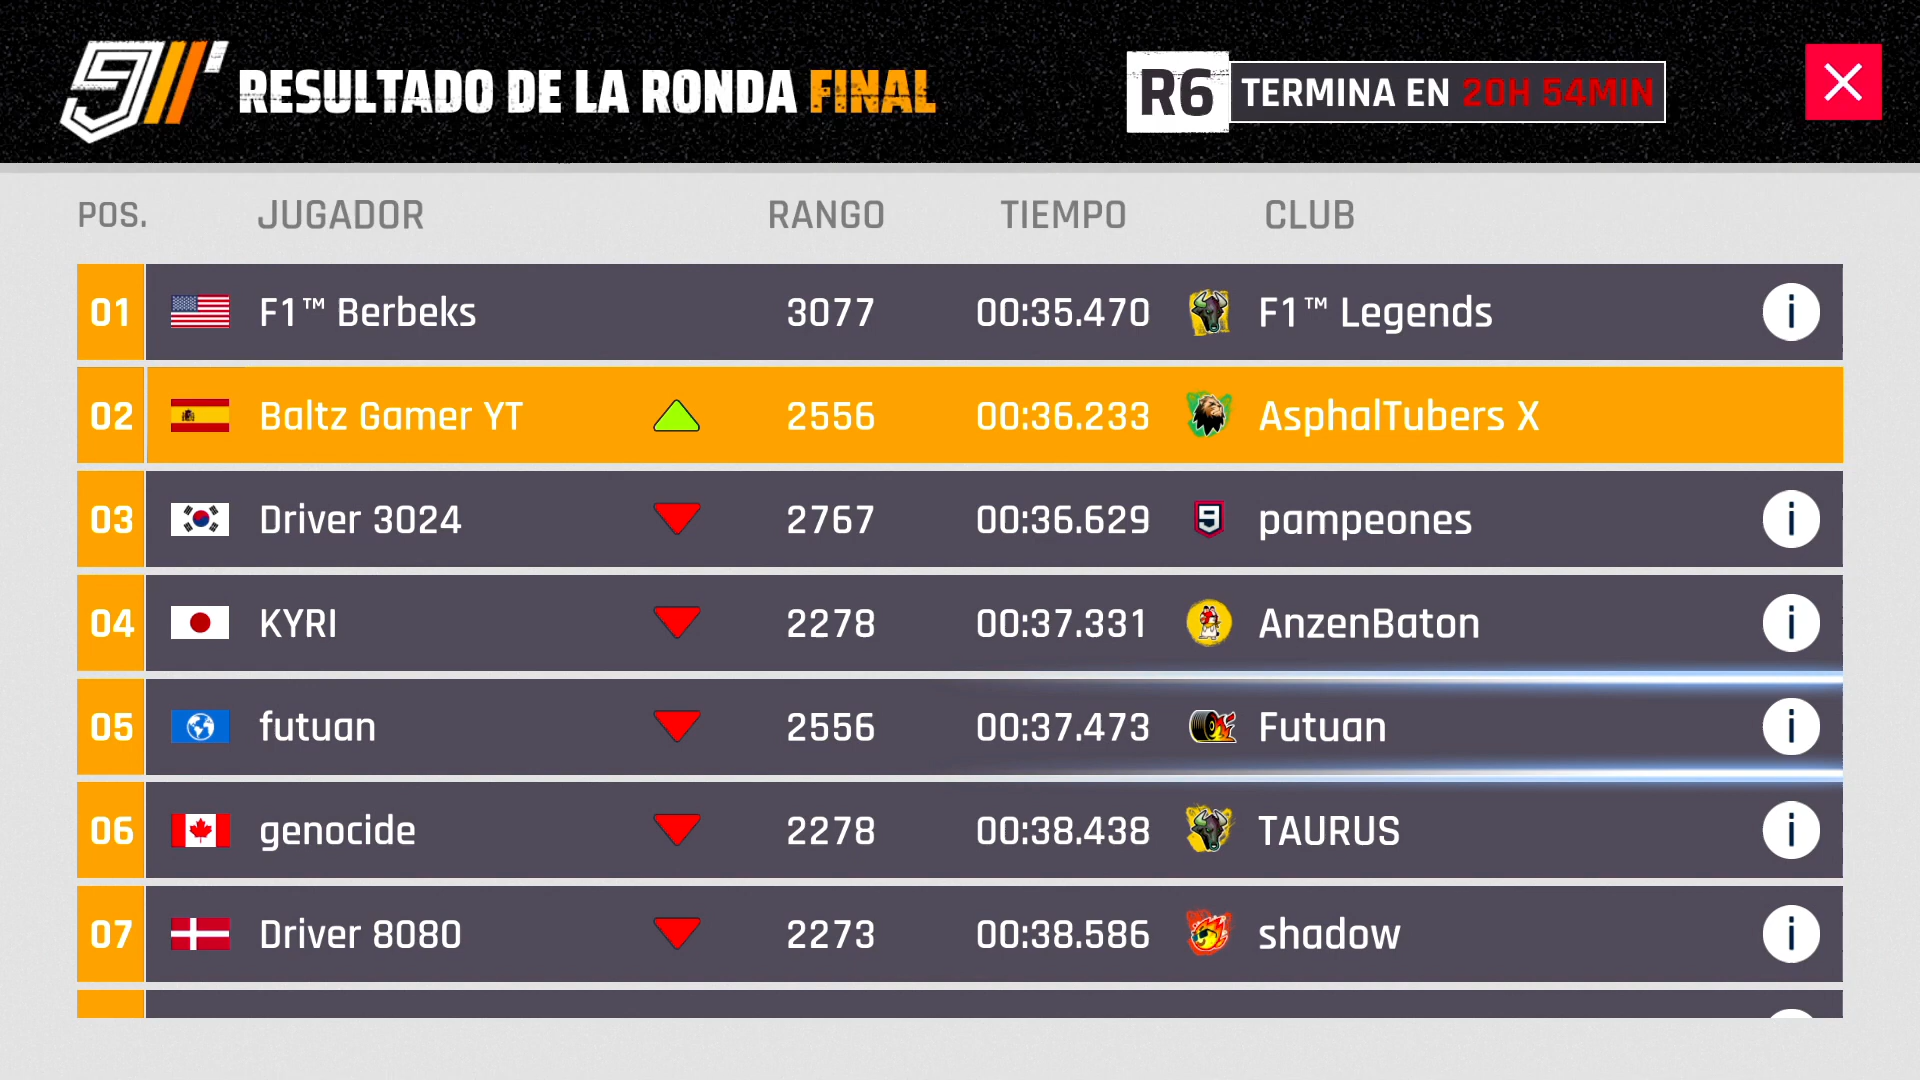 RESULTADO DE LA RONDA FINAL
R6 TERMINA EN 20H 54MIN
POS. JUGADOR RANGO TIEMPO CLUB
01 F1™ Berbeks 3077 00:35.470 F1™ Legends i
02 Baltz Gamer YT 2556 00:36.233 AsphalTubers X
03 Driver 3024 2767 00:36.629 pampeones i
04 KYRI 2278 00:37.331 AnzenBaton i
05 futuan 2556 00:37.473 Futuan i
06 genocide 2278 00:38.438 TAURUS i
07 Driver 8080 2273 00:38.586 shadow i